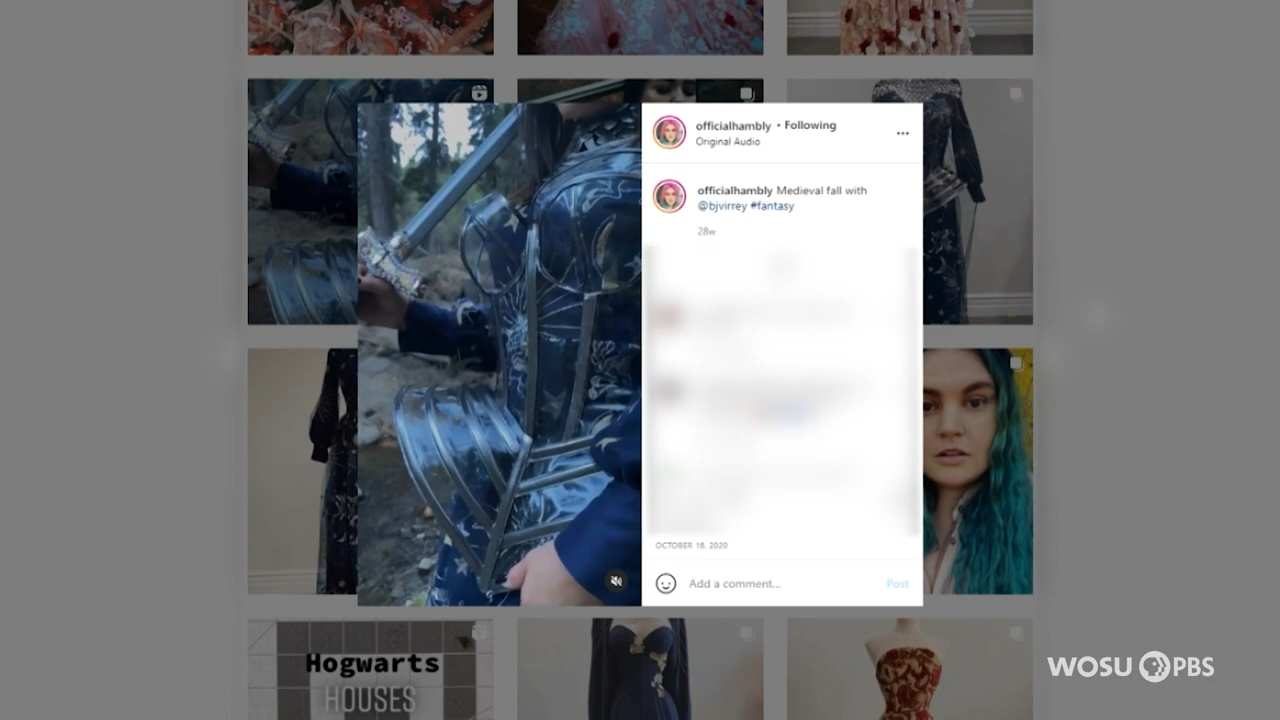 officialhambly • Following
Original Audio
officialhambly Medieval fall with
@bjvirrey #fantasy
28w
OCTOBER 16, 2020
Add a comment...
Post
Hogwarts
HOUSES
WOSU PBS